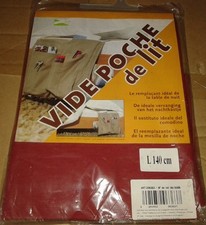 VIDE POCHE
de lit
Le remplaçant idéal de
la table de nuit
De ideale vervanging
van het nachtkastje
Il sostituto ideale del
comodino
El reemplazante ideal de
la mesilla de noche
L 140 cm